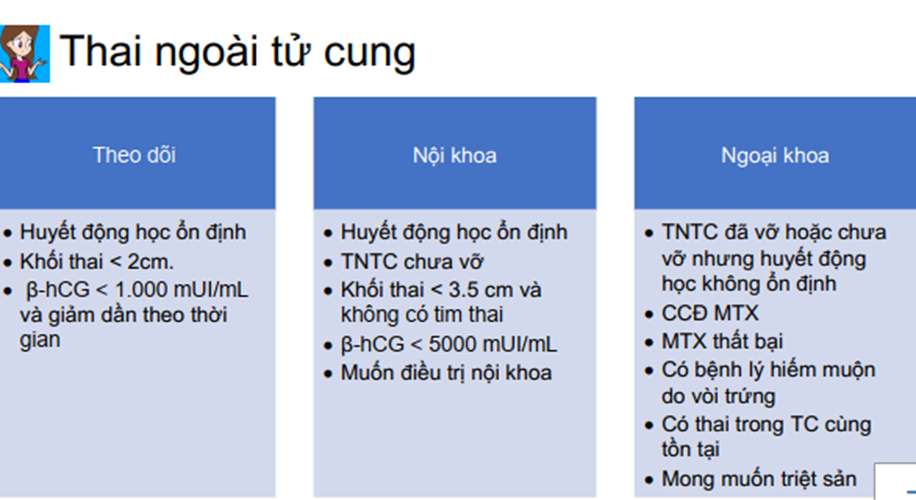 Thai ngoài tử cung
Theo dõi
• Huyết động học ổn định
• Khối thai < 2cm.
• β-hCG < 1.000 mUI/mL
và giảm dần theo thời
gian
Nội khoa
• Huyết động học ổn định
• TNTC chưa vỡ
• Khối thai < 3.5 cm và
không có tim thai
• β-hCG < 5000 mUI/mL
• Muốn điều trị nội khoa
Ngoại khoa
• TNTC đã vỡ hoặc chưa
vỡ nhưng huyết động
học không ổn định
• CCĐ MTX
• MTX thất bại
• Có bệnh lý hiếm muộn
do vòi trứng
• Có thai trong TC cùng
tồn tại
• Mong muốn triệt sản